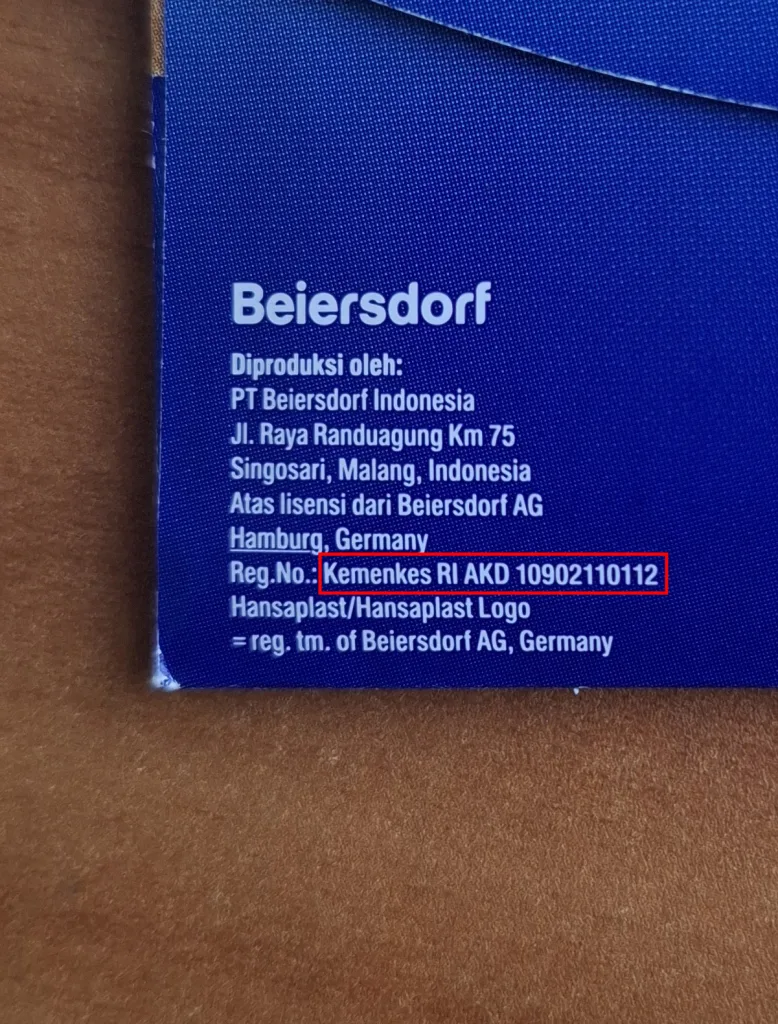 Beiersdorf
Diproduksi oleh:
PT Beiersdorf Indonesia
Jl. Raya Randuagung Km 75
Singosari, Malang, Indonesia
Atas lisensi dari Beiersdorf AG
Hamburg, Germany
Reg.No.: Kemenkes RI AKD 10902110112
Hansaplast/Hansaplast Logo
= reg. tm. of Beiersdorf AG, Germany